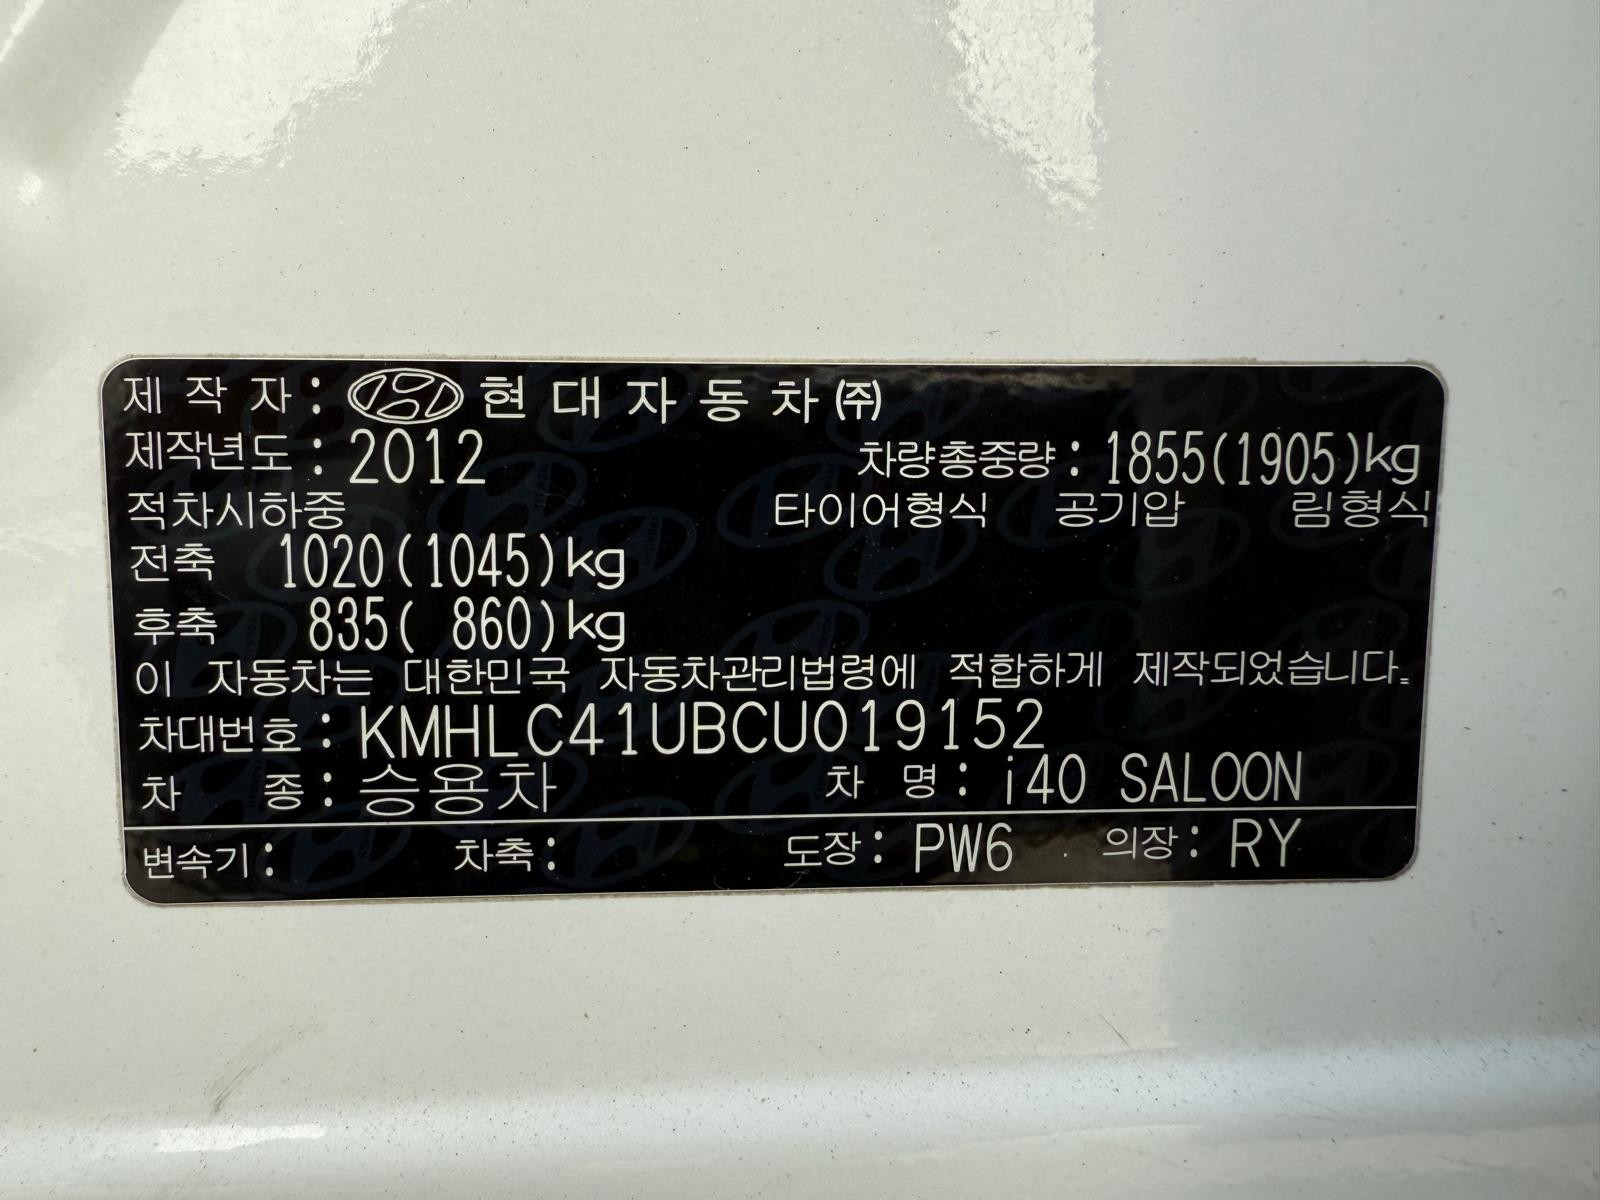 제 작 자 : 현 대 자 동 차 ㈜
제작년도 : 2012 차량총중량 : 1855(1905)kg
적차시하중 타이어형식 공기압 림형식
전축 1020(1045)kg
후축 835( 860)kg
이 자동차는 대한민국 자동차관리법령에 적합하게 제작되었습니다.
차대번호 : KMHLC41UBCU019152
차 종 : 승용차 차 명 : i40 SALOON
변속기 : 차축 : 도장 : PW6 의장 : RY